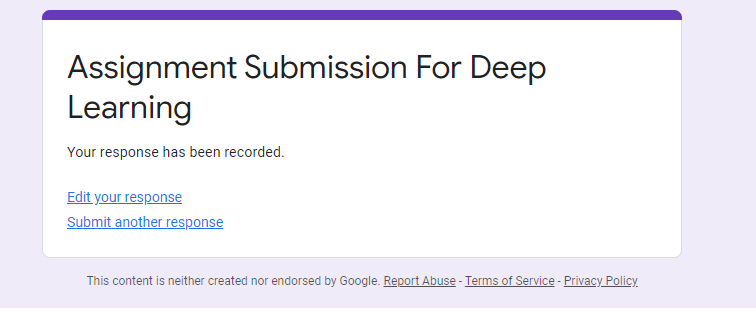 Assignment Submission For Deep
Learning
Your response has been recorded.
Edit your response
Submit another response
This content is neither created nor endorsed by Google. Report Abuse - Terms of Service - Privacy Policy